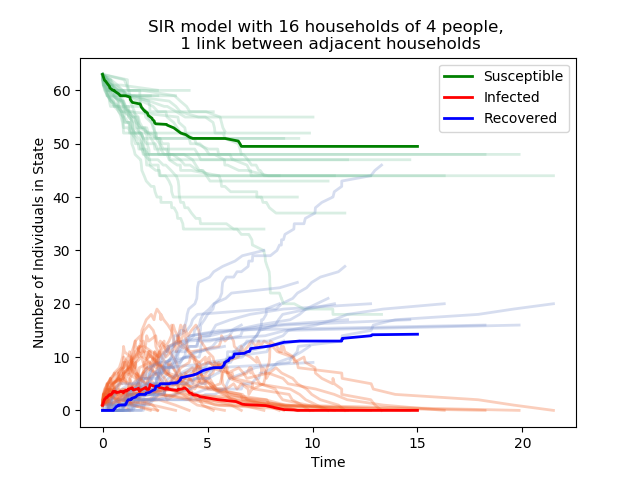 SIR model with 16 households of 4 people,
1 link between adjacent households
Susceptible
Infected
Recovered
Number of Individuals in State
60
50
40
30
20
10
0
0 5 10 15 20
Time